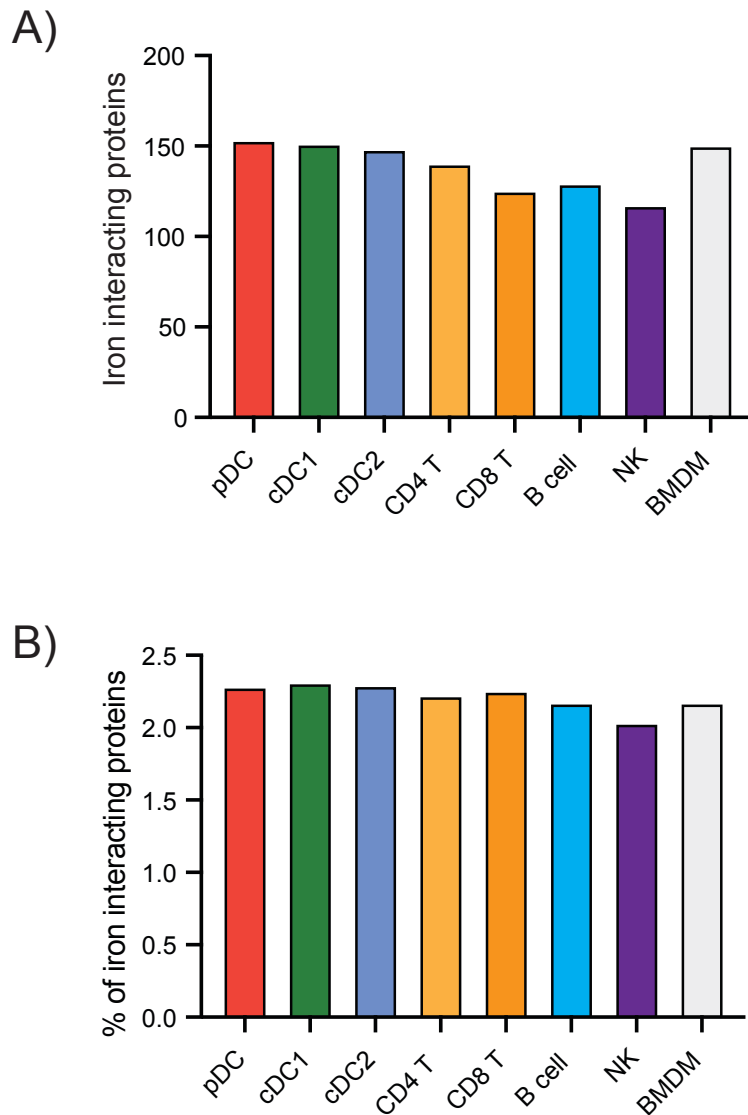 A)
Iron interacting proteins
200
150
100
50
0
pDC
cDC1
cDC2
CD4 T
CD8 T
B cell
NK
BMDM
B)
% of iron interacting proteins
2.5
2.0
1.5
1.0
0.5
0.0
pDC
cDC1
cDC2
CD4 T
CD8 T
B cell
NK
BMDM